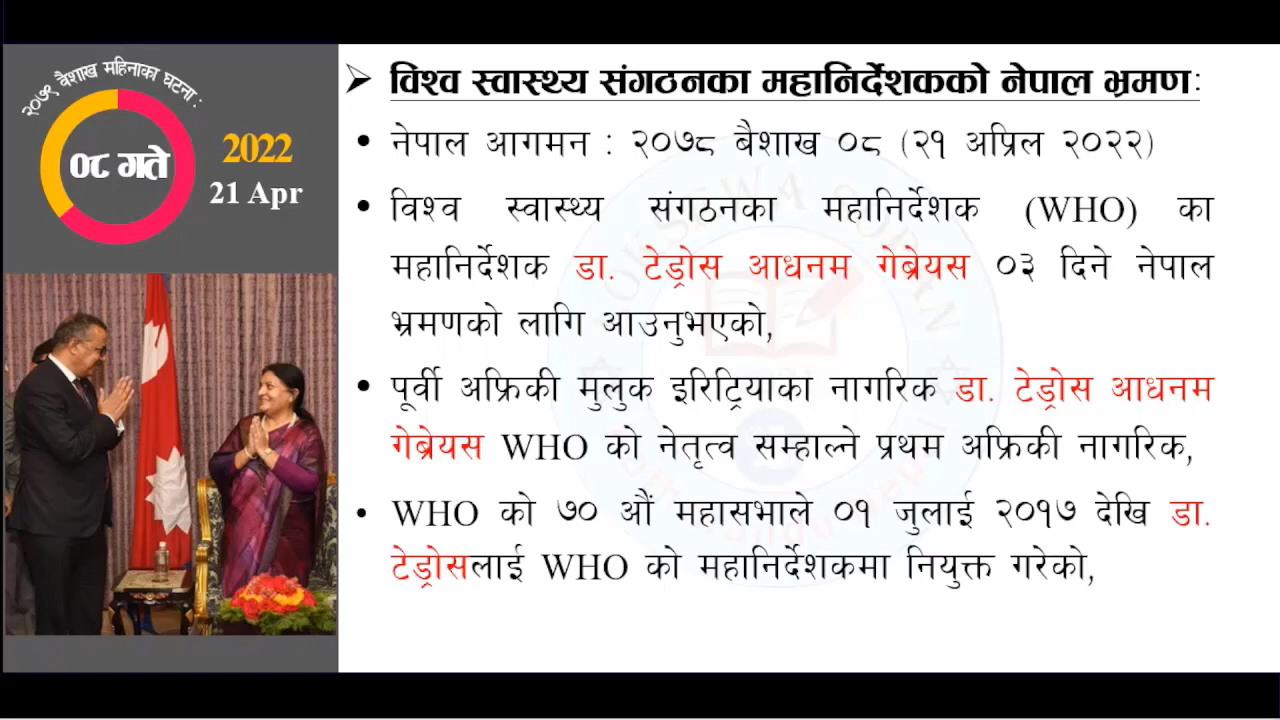 २०७९ वैशाख महिनाका घटना :
०८ गते
2022
21 Apr
विश्व स्वास्थ्य संगठनका महानिर्देशकको नेपाल भ्रमणः
नेपाल आगमन : २०७८ बैशाख ०८ (२१ अप्रिल २०२२)
विश्व स्वास्थ्य संगठनका महानिर्देशक (WHO) का
महानिर्देशक डा. टेड्रोस आधनम गेब्रेयस ०३ दिने नेपाल
भ्रमणको लागि आउनुभएको,
पूर्वी अफ्रिकी मुलुक इरिट्रियाका नागरिक डा. टेड्रोस आधनम
गेब्रेयस WHO को नेतृत्व सम्हाल्ने प्रथम अफ्रिकी नागरिक,
WHO को ७० औं महासभाले ०१ जुलाई २०१७ देखि डा.
टेड्रोसलाई WHO को महानिर्देशकमा नियुक्त गरेको,